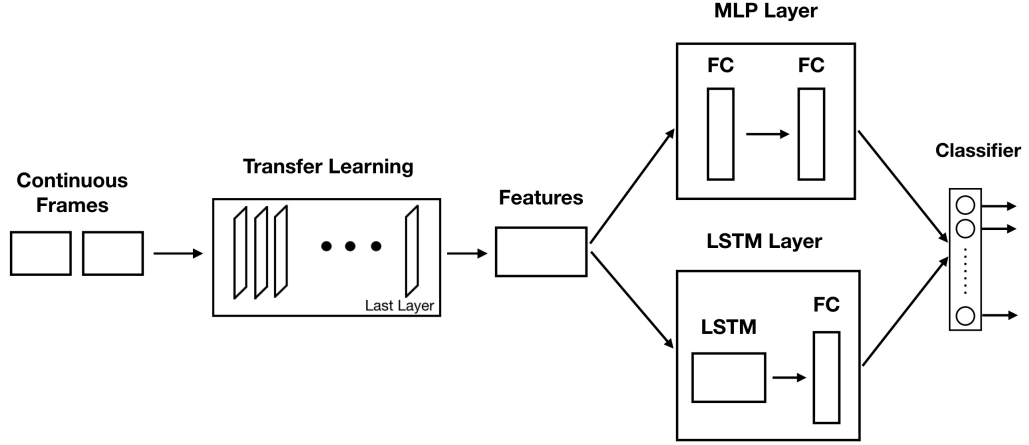 Continuous
Frames
Transfer Learning
Last Layer
Features
MLP Layer
FC
FC
LSTM Layer
LSTM
FC
Classifier